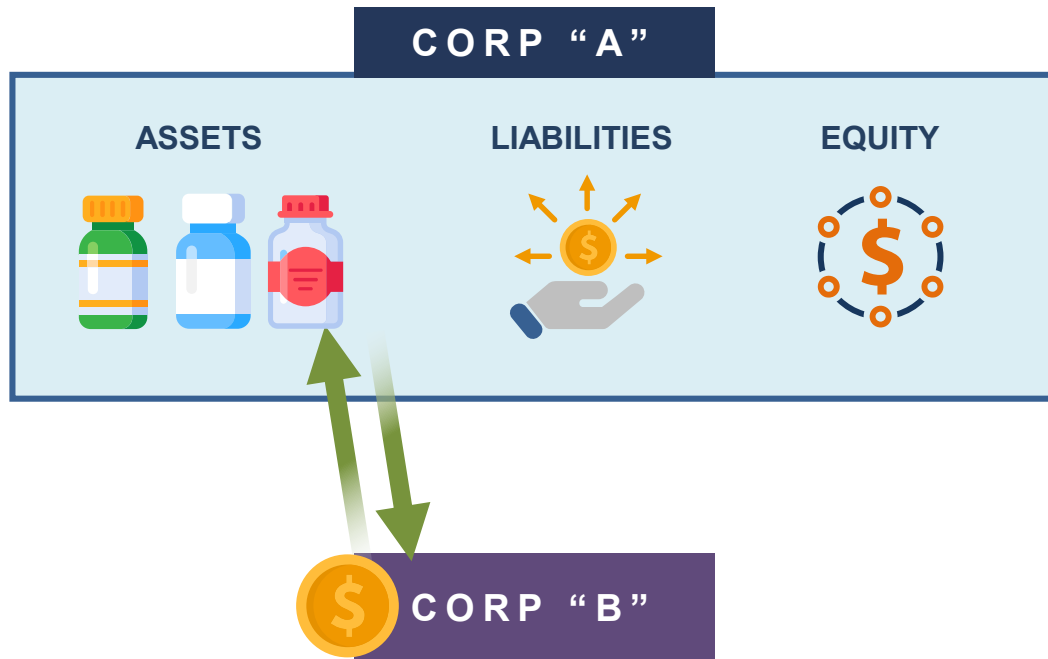 CORP “A”
ASSETS
LIABILITIES
EQUITY
$
$
$
CORP “B”